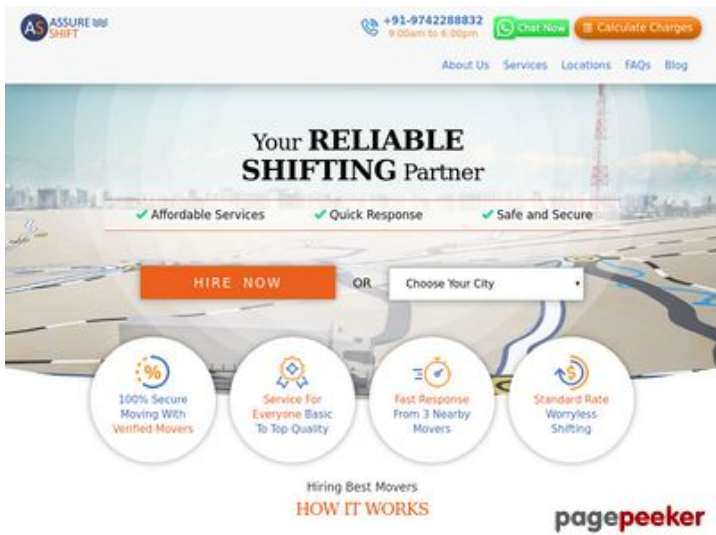 AS ASSURE
SHIFT
+91-9742288832
9:00am to 6:00pm
Chat Now
Calculate Charges
About Us Services Locations FAQs Blog
Your RELIABLE
SHIFTING Partner
Affordable Services Quick Response Safe and Secure
HIRE NOW OR Choose Your City
100% Secure
Moving With
Verified Movers
Service For
Everyone Basic
To Top Quality
Fast Response
From 3 Nearby
Movers
Standard Rate
Worryless
Shifting
Hiring Best Movers
HOW IT WORKS
pagepeeker